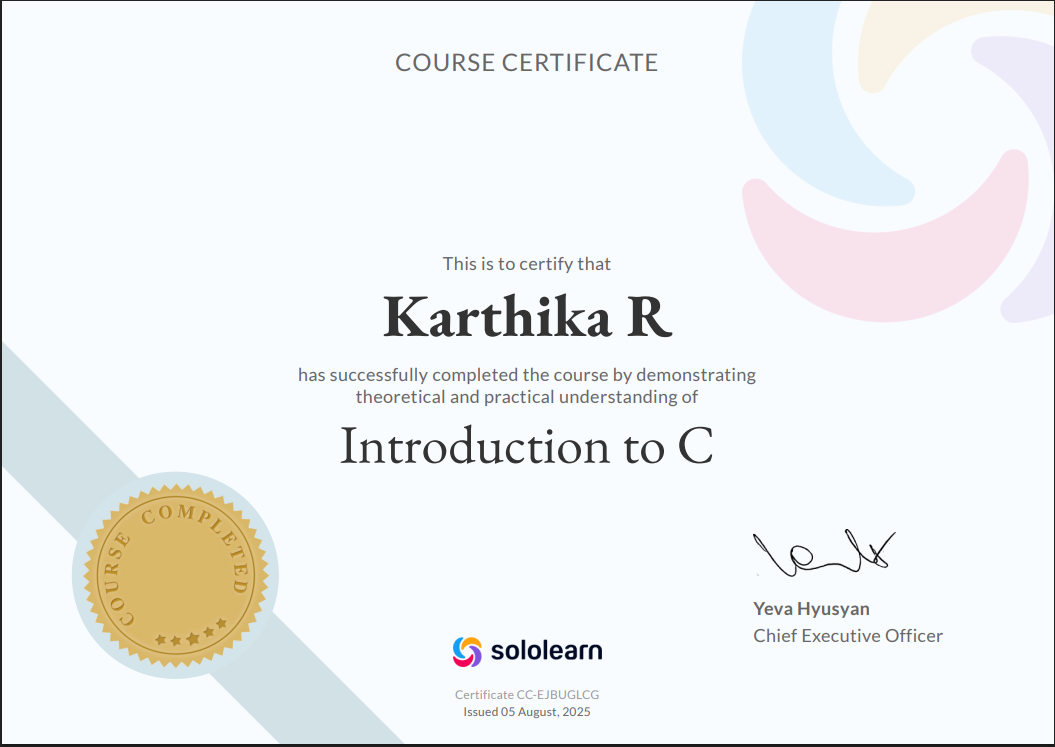 COURSE CERTIFICATE
This is to certify that
Karthika R
has successfully completed the course by demonstrating
theoretical and practical understanding of
Introduction to C
COURSE COMPLETED
Yeva Hyusyan
Chief Executive Officer
sololearn
Certificate CC-EJBUGLCG
Issued 05 August, 2025